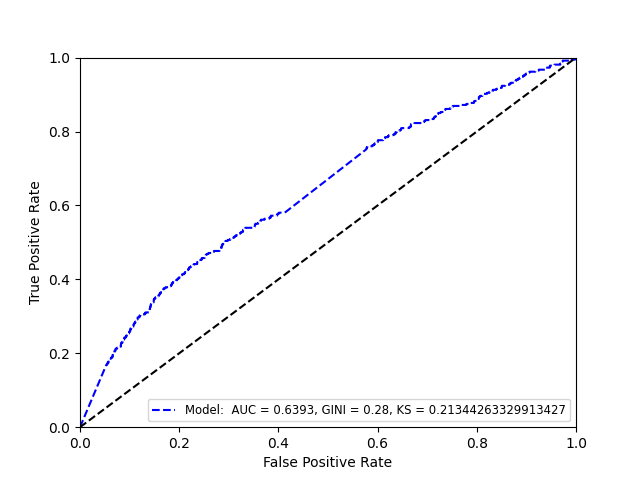 1.0
0.8
0.6
0.4
0.2
0.0
True Positive Rate
Model:  AUC = 0.6393, GINI = 0.28, KS = 0.21344263329913427
0.0 0.2 0.4 0.6 0.8 1.0
False Positive Rate